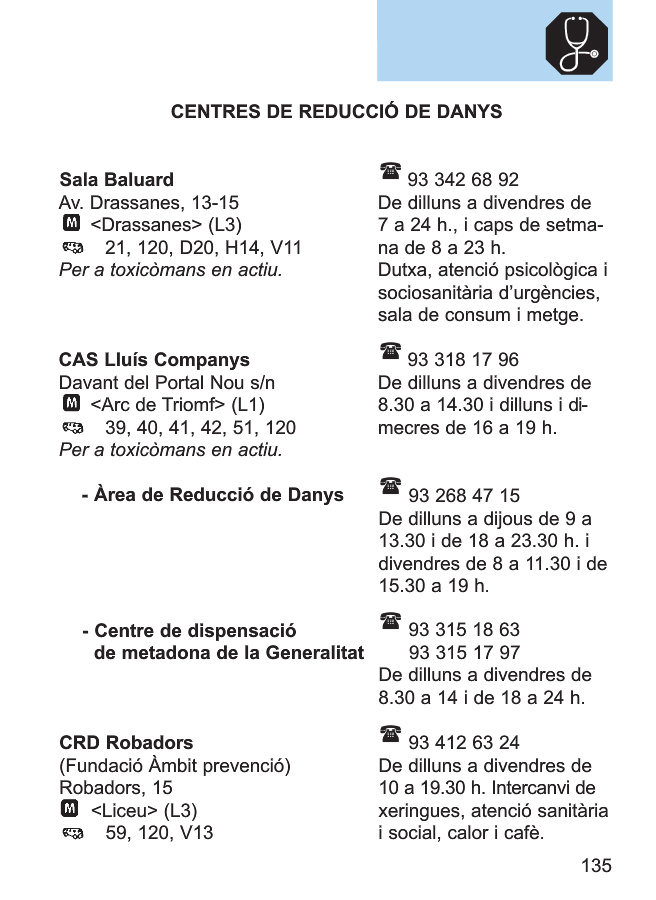 CENTRES DE REDUCCIÓ DE DANYS
Sala Baluard
Av. Drassanes, 13-15
M <Drassanes> (L3)
21, 120, D20, H14, V11
Per a toxicòmans en actiu.
93 342 68 92
De dilluns a divendres de
7 a 24 h., i caps de setma-
na de 8 a 23 h.
Dutxa, atenció psicològica i
sociosanitària d’urgències,
sala de consum i metge.
CAS Lluís Companys
Davant del Portal Nou s/n
M <Arc de Triomf> (L1)
39, 40, 41, 42, 51, 120
Per a toxicòmans en actiu.
93 318 17 96
De dilluns a divendres de
8.30 a 14.30 i dilluns i di-
mecres de 16 a 19 h.
- Àrea de Reducció de Danys
93 268 47 15
De dilluns a dijous de 9 a
13.30 i de 18 a 23.30 h. i
divendres de 8 a 11.30 i de
15.30 a 19 h.
- Centre de dispensació
de metadona de la Generalitat
93 315 18 63
93 315 17 97
De dilluns a divendres de
8.30 a 14 i de 18 a 24 h.
CRD Robadors
(Fundació Àmbit prevenció)
Robadors, 15
M <Liceu> (L3)
59, 120, V13
93 412 63 24
De dilluns a divendres de
10 a 19.30 h. Intercanvi de
xeringues, atenció sanitària
i social, calor i cafè.
135